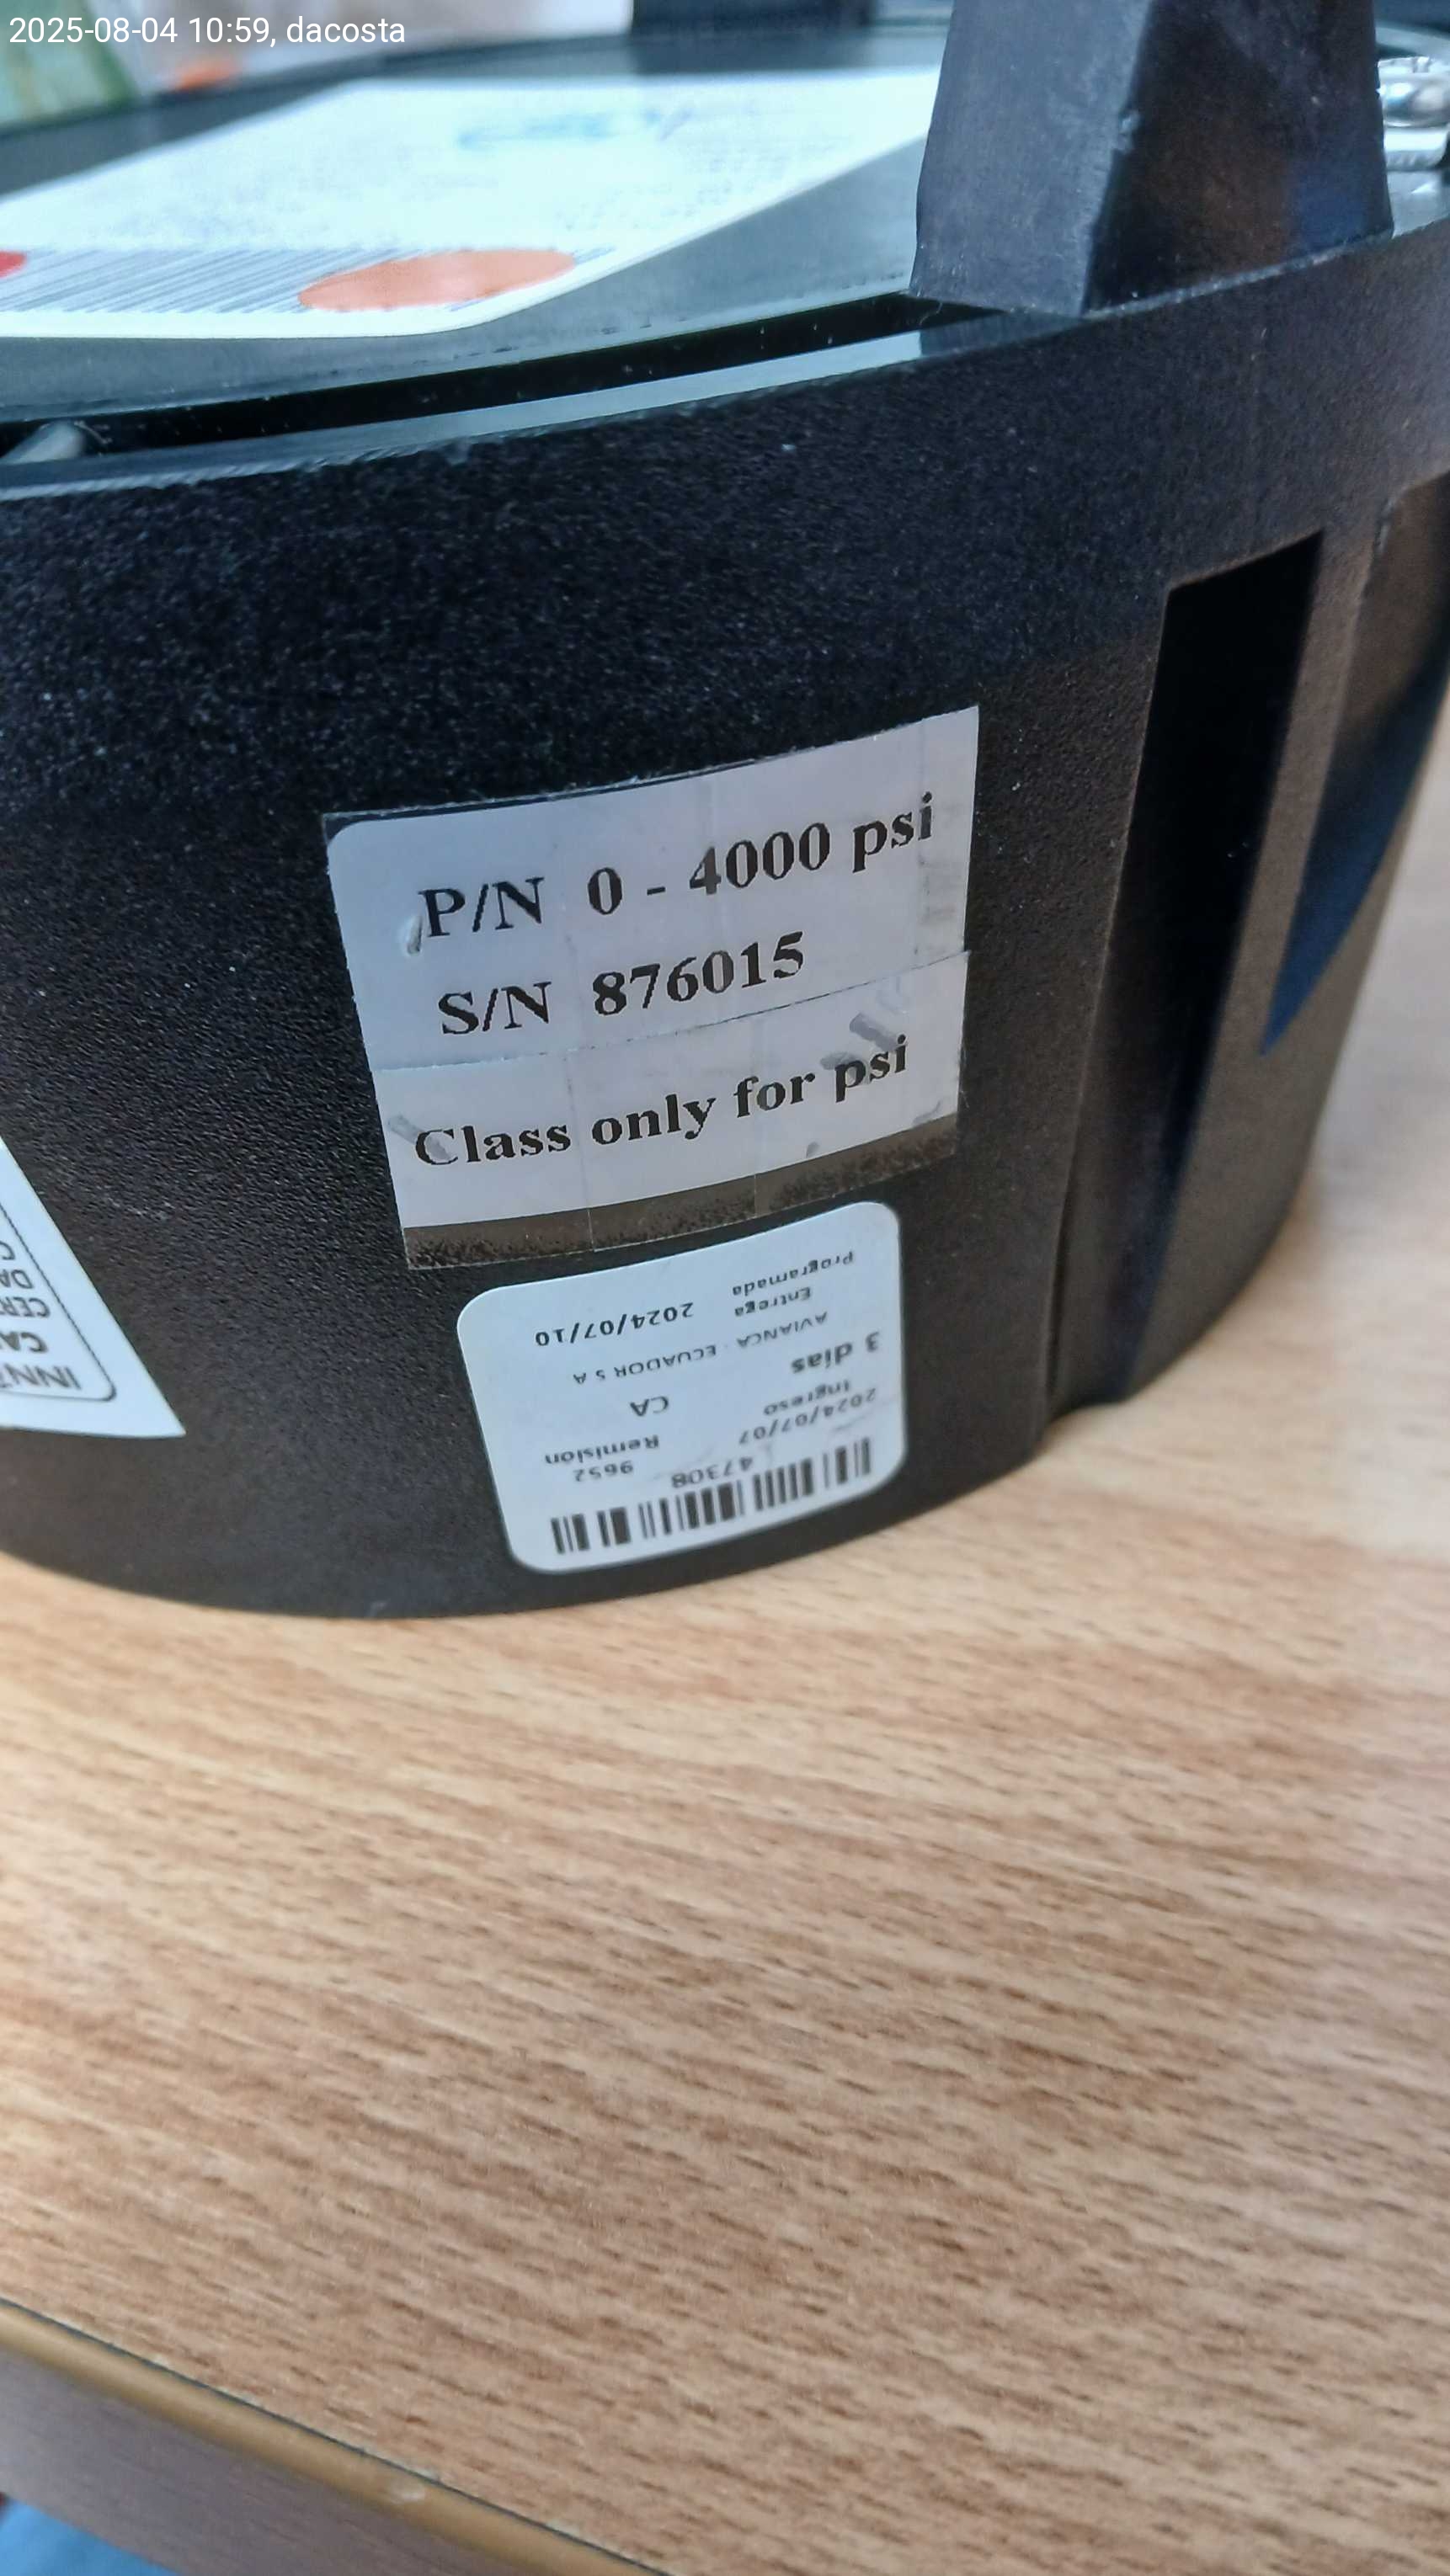 2025-08-04 10:59, dacosta
P/N 0 - 4000 psi
S/N 876015
Class only for psi
47308
9652
Remision
2024/07/07
Ingreso
CA
3 dias
AVIANCA - ECUADOR S A
Entrega
Programada
2024/07/10